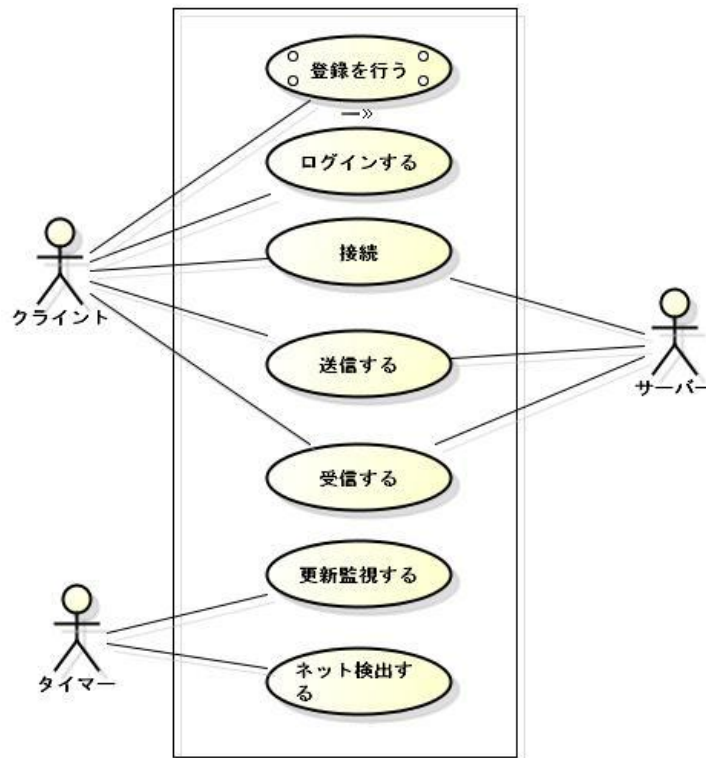 登録を行う
ログインする
接続
クライント
送信する
サーバー
受信する
更新監視する
タイマー
ネット検出す
る